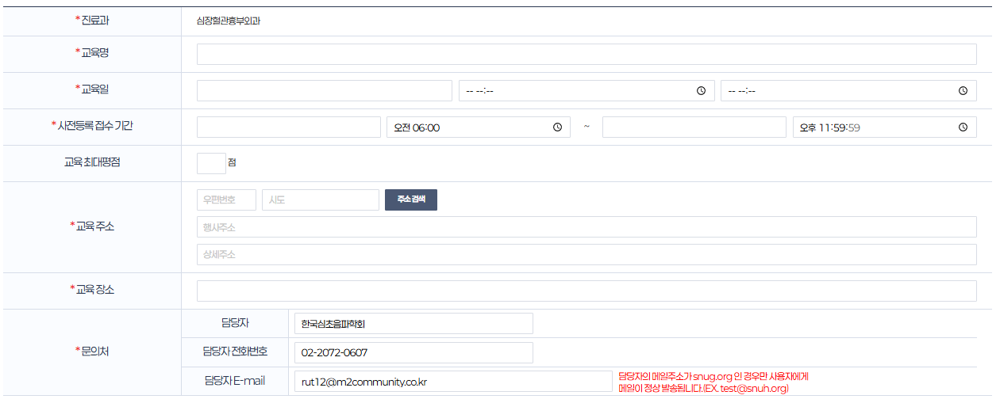 * 진료과 심장혈관흉부외과
* 교육명
* 교육일 -- --:-- -- --:--
* 사전등록 접수 기간 오전 06:00 ~ 오후 11:59:59
교육 최대평점 점
* 교육 주소 우편번호 시도 주소 검색
행사주소
상세주소
* 교육 장소
* 문의처
담당자 한국심초음파학회
담당자 전화번호 02-2072-0607
담당자 E-mail rut12@m2community.co.kr
담당자의 메일주소가 snug.org 인 경우만 사용자에게
메일이 정상 발송됩니다.(EX. test@snuh.org)